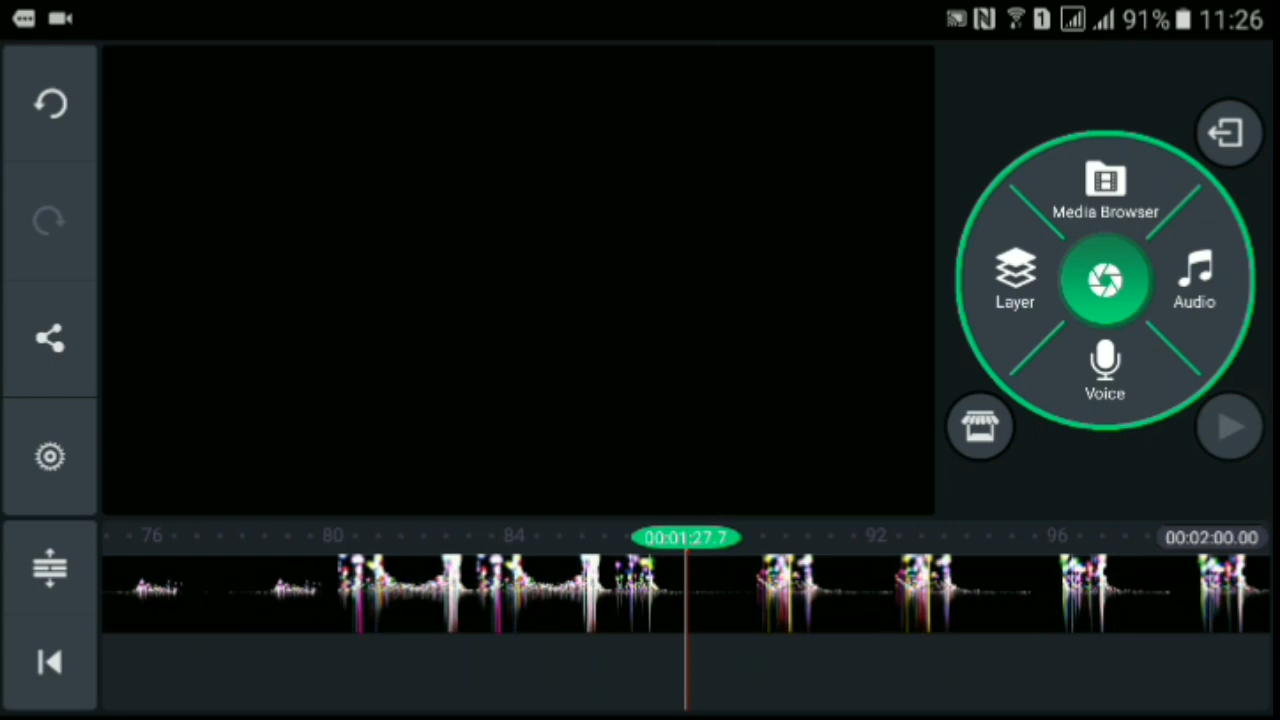 1 91% 11:26
Media Browser
Layer
Audio
Voice
76 80 84 00:01:27.7 92 96 00:02:00.00